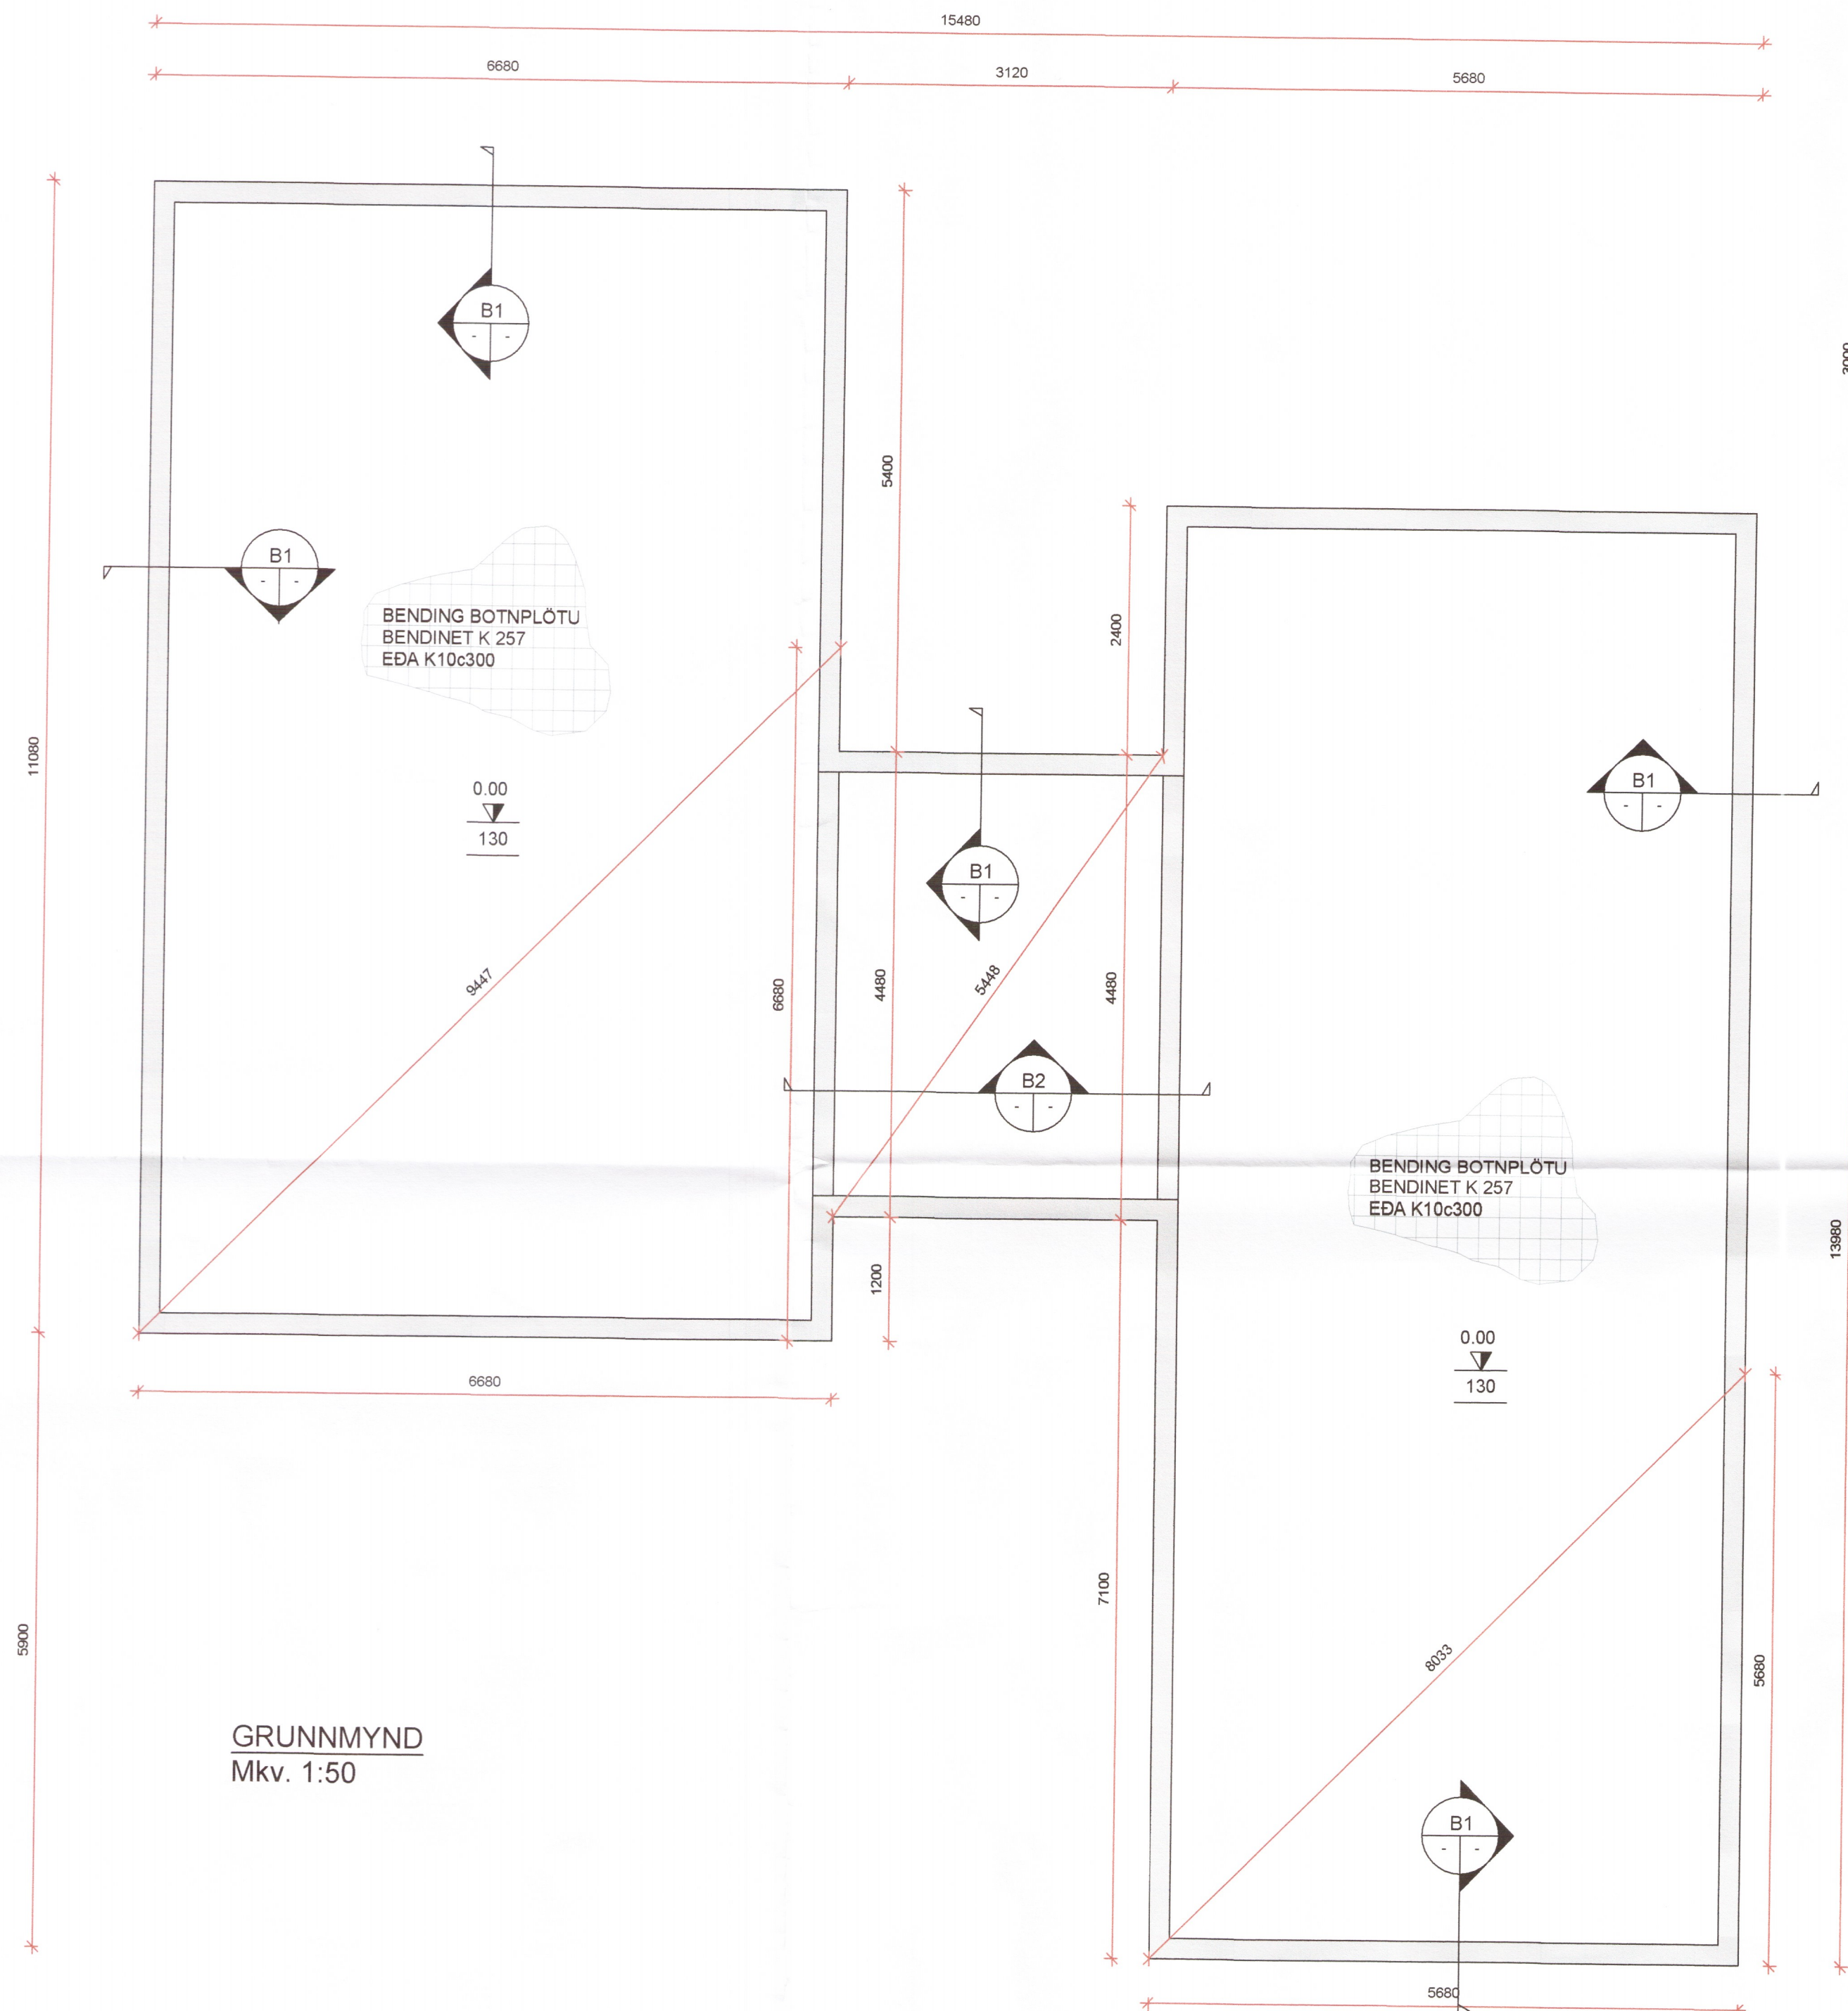 15480
6680
3120
5680
3000
B1
5400
B1
BENDING BOTNPLÖTU
BENDINET K 257
EÐA K10c300
2400
11080
0.00
130
B1
B1
9447
6680
4480
5448
4480
B2
BENDING BOTNPLÖTU
BENDINET K 257
EÐA K10c300
13980
1200
0.00
130
6680
7100
5900
8033
5680
GRUNNMYND
Mkv. 1:50
B1
5680